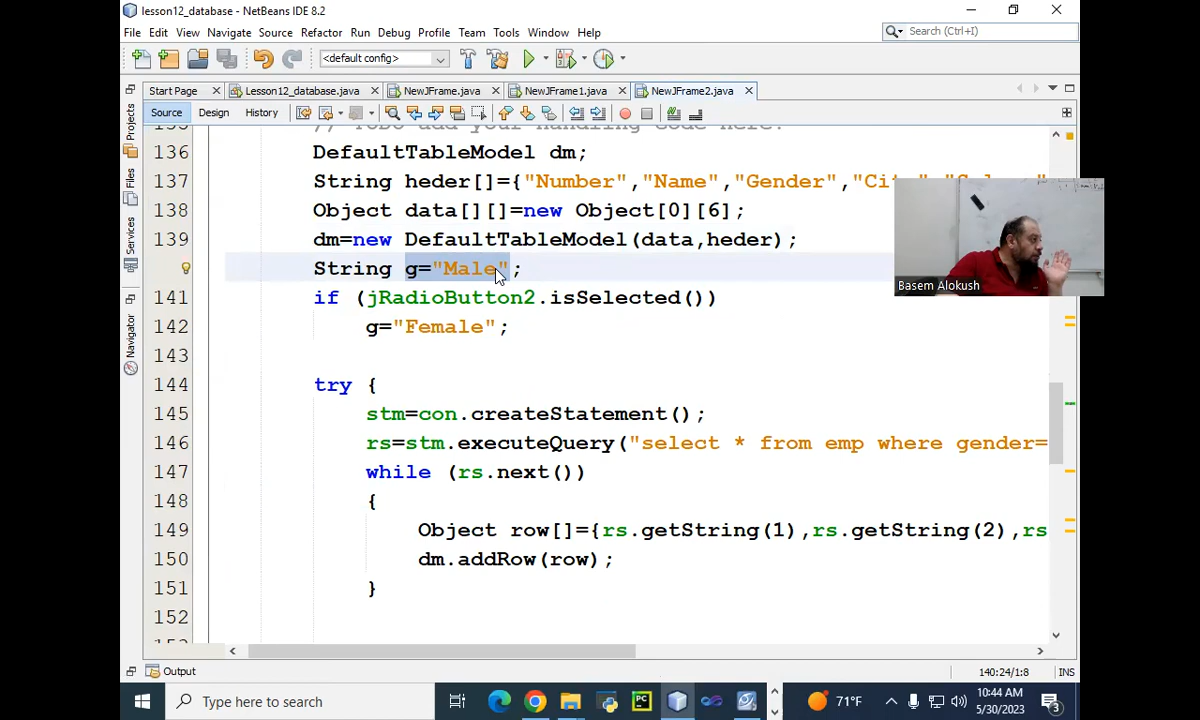 lesson12_database - NetBeans IDE 8.2
File Edit View Navigate Source Refactor Run Debug Profile Team Tools Window Help
Search (Ctrl+I)
<default config>
Start Page Lesson12_database.java NewJFrame.java NewJFrame1.java NewJFrame2.java
Source Design History
Projects
Files
Services
Navigator
136 DefaultTableModel dm;
137 String heder[]={"Number","Name","Gender","Cit
138 Object data[][]=new Object[0][6];
139 dm=new DefaultTableModel(data,heder);
String g="Male";
141 if (jRadioButton2.isSelected())
142 g="Female";
143
144 try {
145 stm=con.createStatement();
146 rs=stm.executeQuery("select * from emp where gender=
147 while (rs.next())
148 {
149 Object row[]={rs.getString(1),rs.getString(2),rs
150 dm.addRow(row);
151 }
152
Basem Alokush
Output
140:24/1:8 INS
Type here to search
71°F
10:44 AM
5/30/2023
3